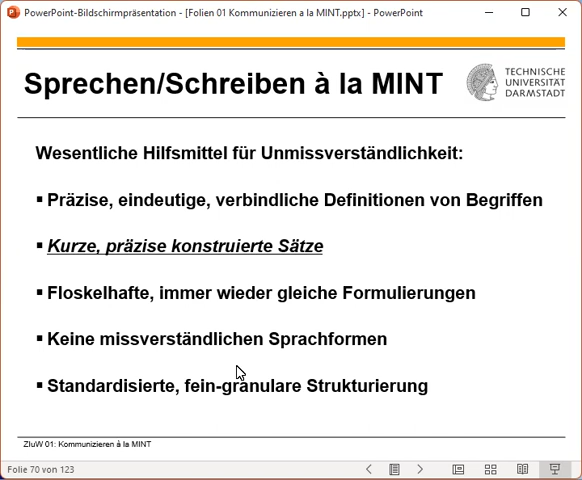 PowerPoint-Bildschirmpräsentation - [Folien 01 Kommunizieren a la MINT.pptx] - PowerPoint
Sprechen/Schreiben à la MINT
TECHNISCHE
UNIVERSITÄT
DARMSTADT
Wesentliche Hilfsmittel für Unmissverständlichkeit:
▪ Präzise, eindeutige, verbindliche Definitionen von Begriffen
▪ Kurze, präzise konstruierte Sätze
▪ Floskelhafte, immer wieder gleiche Formulierungen
▪ Keine missverständlichen Sprachformen
▪ Standardisierte, fein-granulare Strukturierung
ZIuW 01: Kommunizieren à la MINT
Folie 70 von 123